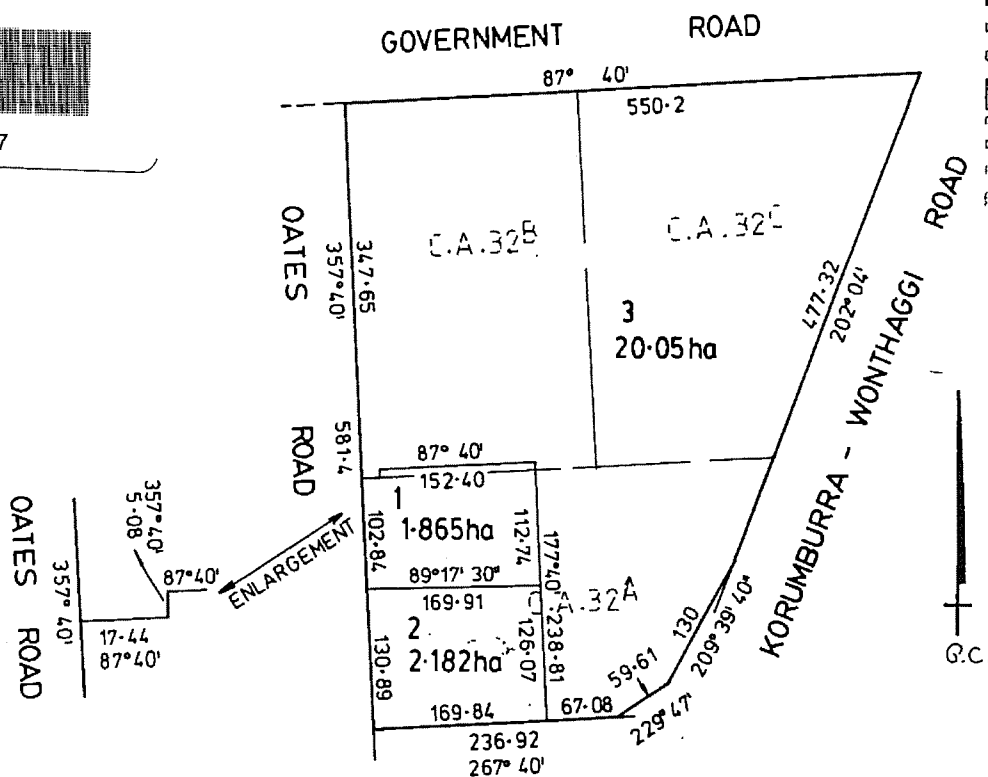 GOVERNMENT ROAD
87° 40'
550·2
7
OATES ROAD
347·65
357°40'
581·4
C.A.32B
C.A.32C
3
20·05ha
477·32
202°04'
KORUMBURRA - WONTHAGGI ROAD
87° 40'
152·40
1
1·865ha
102·84
112·74
177°40'
89°17'30"
169·91
C.A.32A
2
2·182ha
130·89
126·07
238·81
130
209°39'40"
59·61
229°47'
169·84
67·08
236·92
267°40'
ENLARGEMENT
OATES ROAD
357°40'
357°40'
5·08
87°40'
17·44
87°40'
G.C